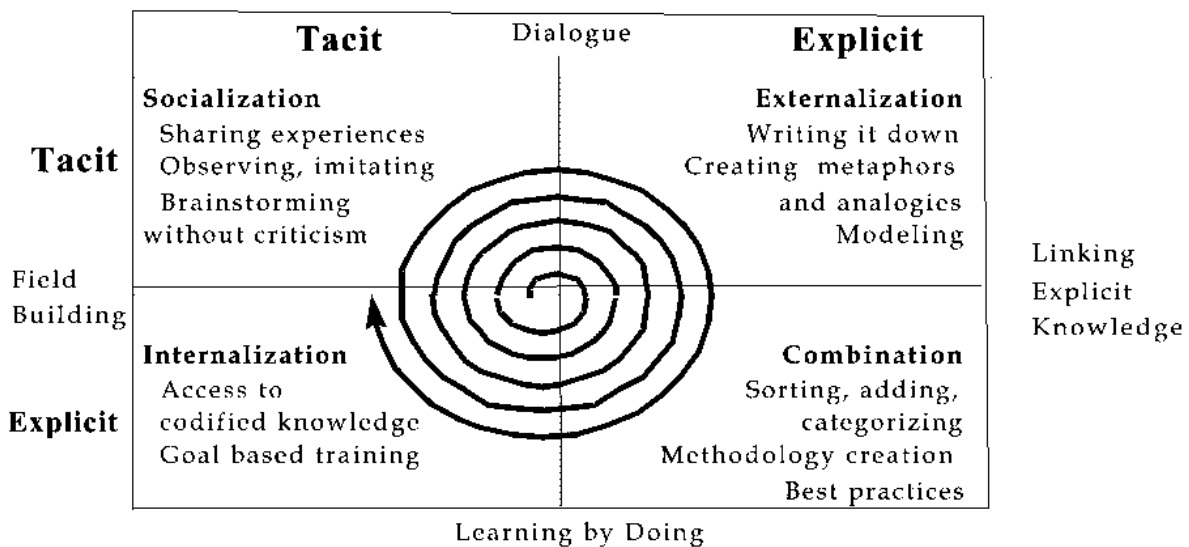 Tacit
Dialogue
Explicit
Socialization
Sharing experiences
Observing, imitating
Brainstorming
without criticism
Externalization
Writing it down
Creating metaphors
and analogies
Modeling
Tacit
Field
Building
Linking
Explicit
Knowledge
Internalization
Access to
codified knowledge
Goal based training
Combination
Sorting, adding,
categorizing
Methodology creation
Best practices
Explicit
Learning by Doing